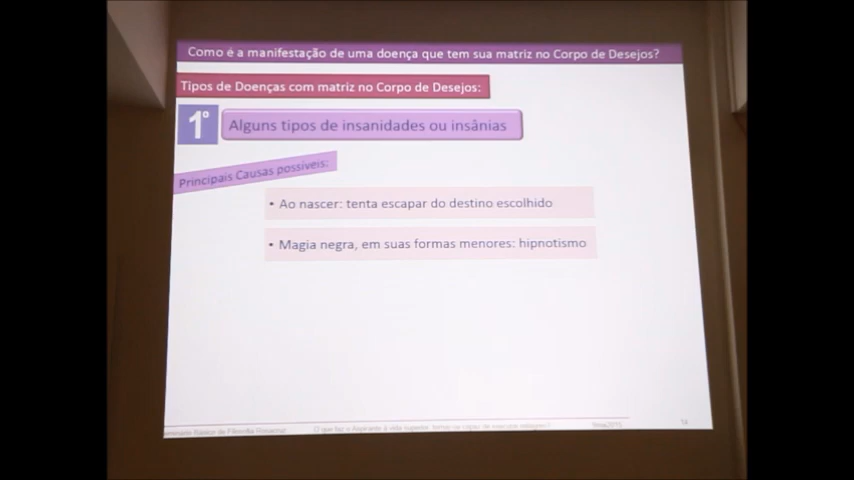 Como é a manifestação de uma doença que tem sua matriz no Corpo de Desejos?
Tipos de Doenças com matriz no Corpo de Desejos:
1º
Alguns tipos de insanidades ou insânias
Principais Causas possíveis:
• Ao nascer: tenta escapar do destino escolhido
• Magia negra, em suas formas menores: hipnotismo